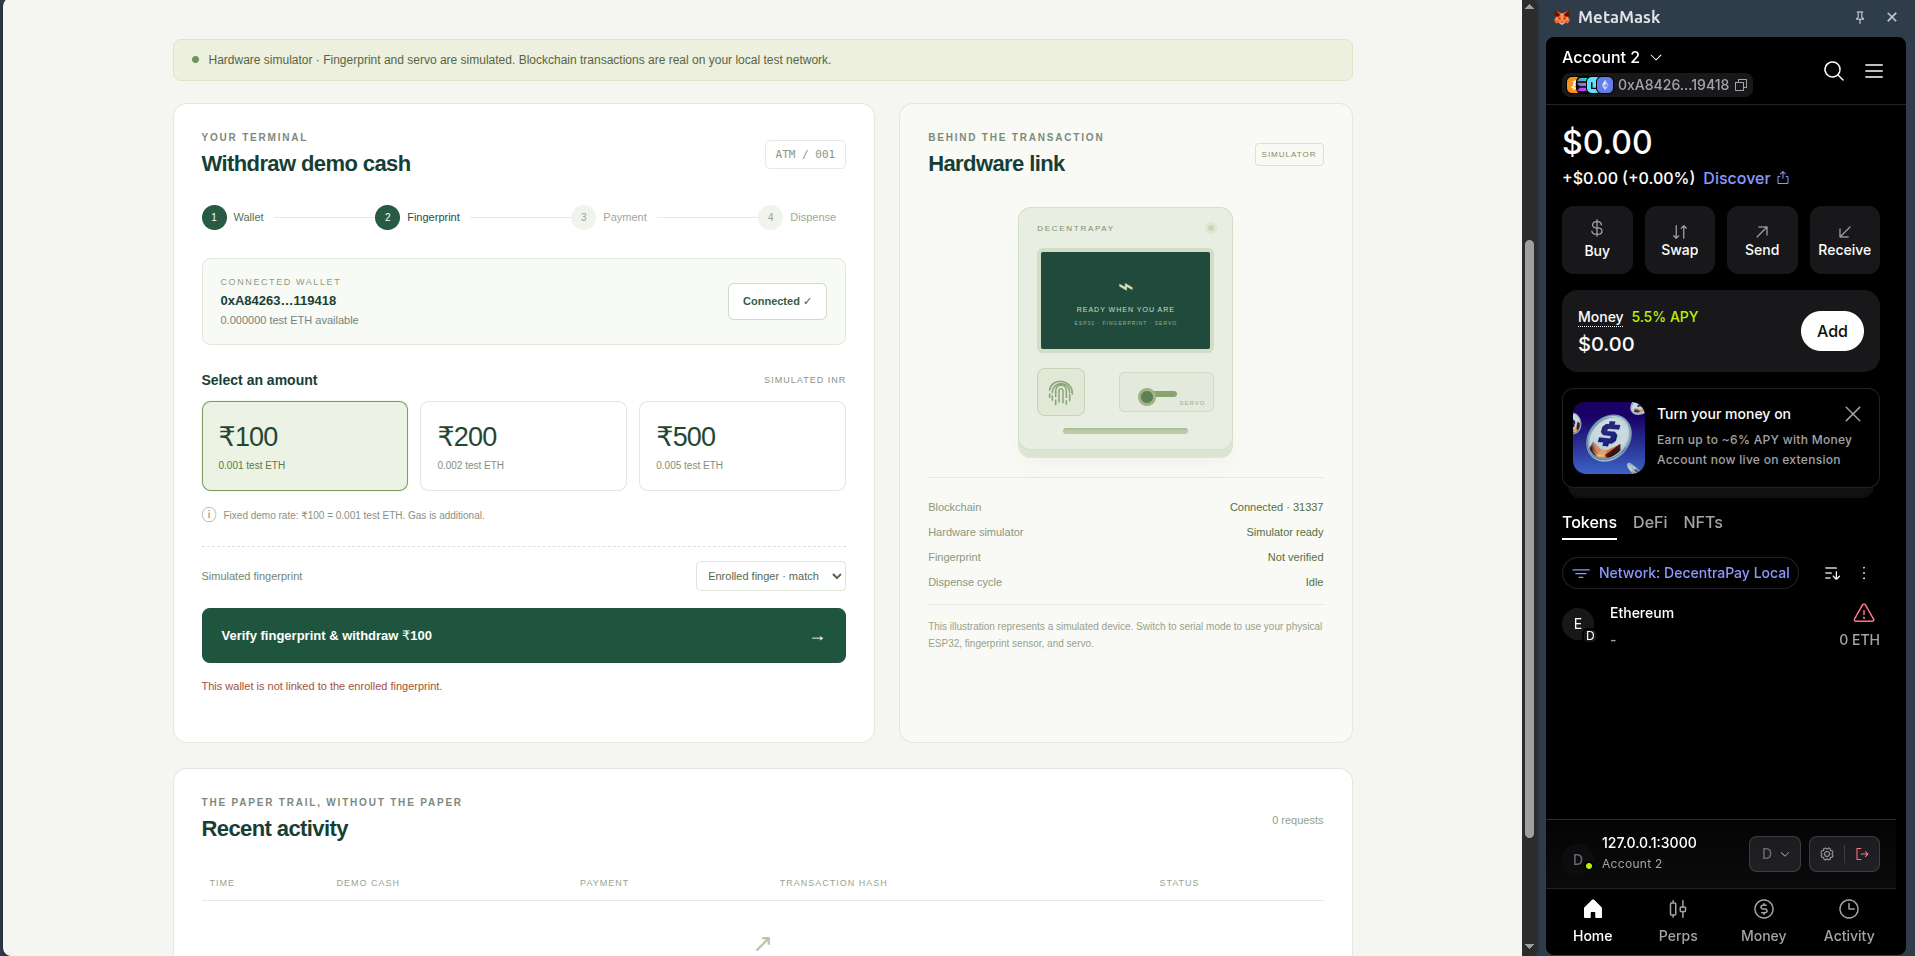 Hardware simulator · Fingerprint and servo are simulated. Blockchain transactions are real on your local test network.
YOUR TERMINAL
Withdraw demo cash
ATM / 001
1 Wallet
2 Fingerprint
3 Payment
4 Dispense
CONNECTED WALLET
0xA84263...119418
0.000000 test ETH available
Connected ✓
Select an amount
SIMULATED INR
₹100
0.001 test ETH
₹200
0.002 test ETH
₹500
0.005 test ETH
Fixed demo rate: ₹100 = 0.001 test ETH. Gas is additional.
Simulated fingerprint
Enrolled finger · match
Verify fingerprint & withdraw ₹100 →
This wallet is not linked to the enrolled fingerprint.
BEHIND THE TRANSACTION
Hardware link
SIMULATOR
DECENTRAPAY
READY WHEN YOU ARE
ESP32 · FINGERPRINT · SERVO
SERVO
Blockchain Connected · 31337
Hardware simulator Simulator ready
Fingerprint Not verified
Dispense cycle Idle
This illustration represents a simulated device. Switch to serial mode to use your physical
ESP32, fingerprint sensor, and servo.
THE PAPER TRAIL, WITHOUT THE PAPER
Recent activity
0 requests
TIME DEMO CASH PAYMENT TRANSACTION HASH STATUS
MetaMask
Account 2
0xA8426...19418
$0.00
+$0.00 (+0.00%) Discover
Buy
Swap
Send
Receive
Money 5.5% APY
$0.00
Add
Turn your money on
Earn up to ~6% APY with Money
Account now live on extension
Tokens DeFi NFTs
Network: DecentraPay Local
E
D
Ethereum
-
0 ETH
D
127.0.0.1:3000
Account 2
D
Home
Perps
Money
Activity